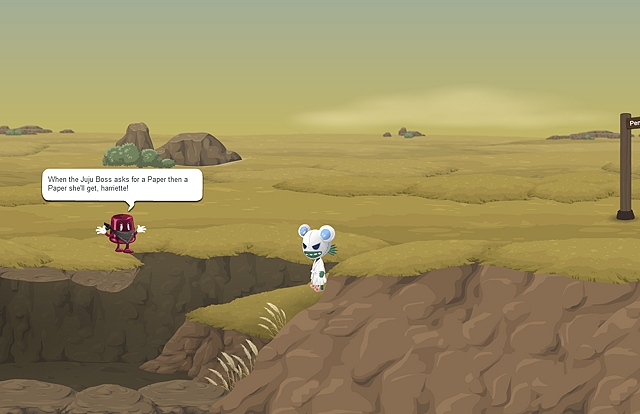 When the Juju Boss asks for a Paper then a
Paper she'll get, harriette!